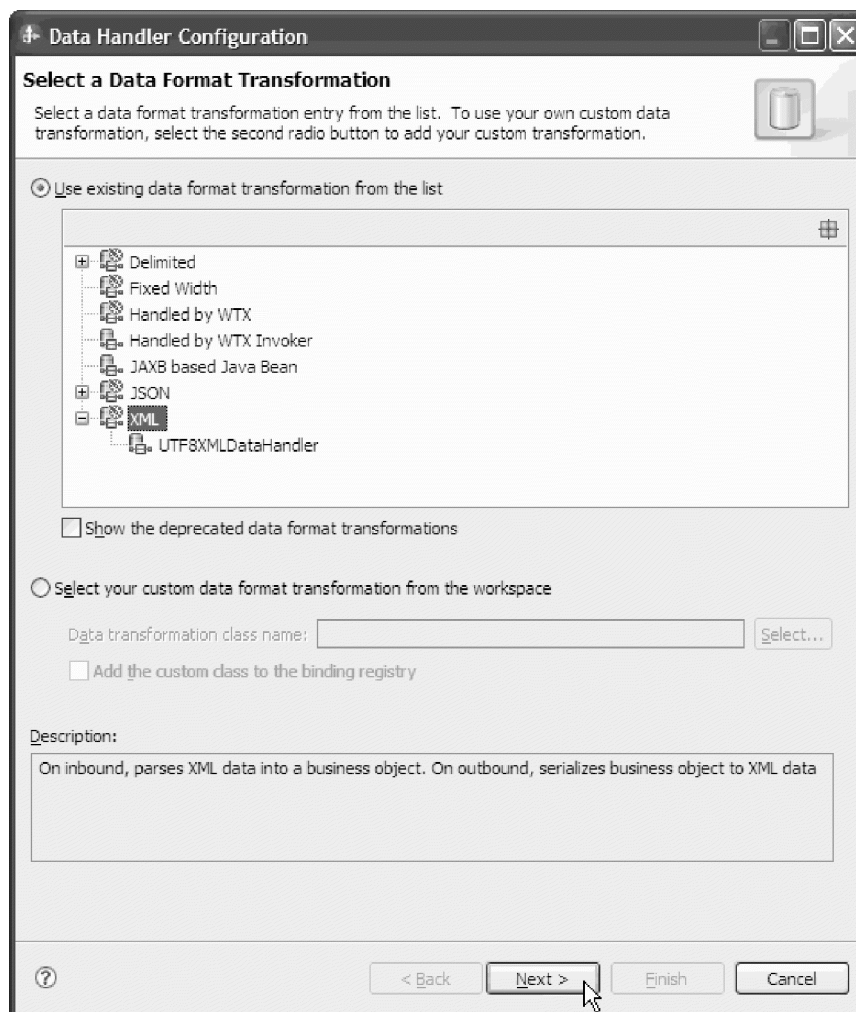 Data Handler Configuration
Select a Data Format Transformation
Select a data format transformation entry from the list. To use your own custom data
transformation, select the second radio button to add your custom transformation.
Use existing data format transformation from the list
Delimited
Fixed Width
Handled by WTX
Handled by WTX Invoker
JAXB based Java Bean
JSON
XML
UTF8XMLDataHandler
Show the deprecated data format transformations
Select your custom data format transformation from the workspace
Data transformation class name:
Select...
Add the custom class to the binding registry
Description:
On inbound, parses XML data into a business object. On outbound, serializes business object to XML data
< Back
Next >
Finish
Cancel